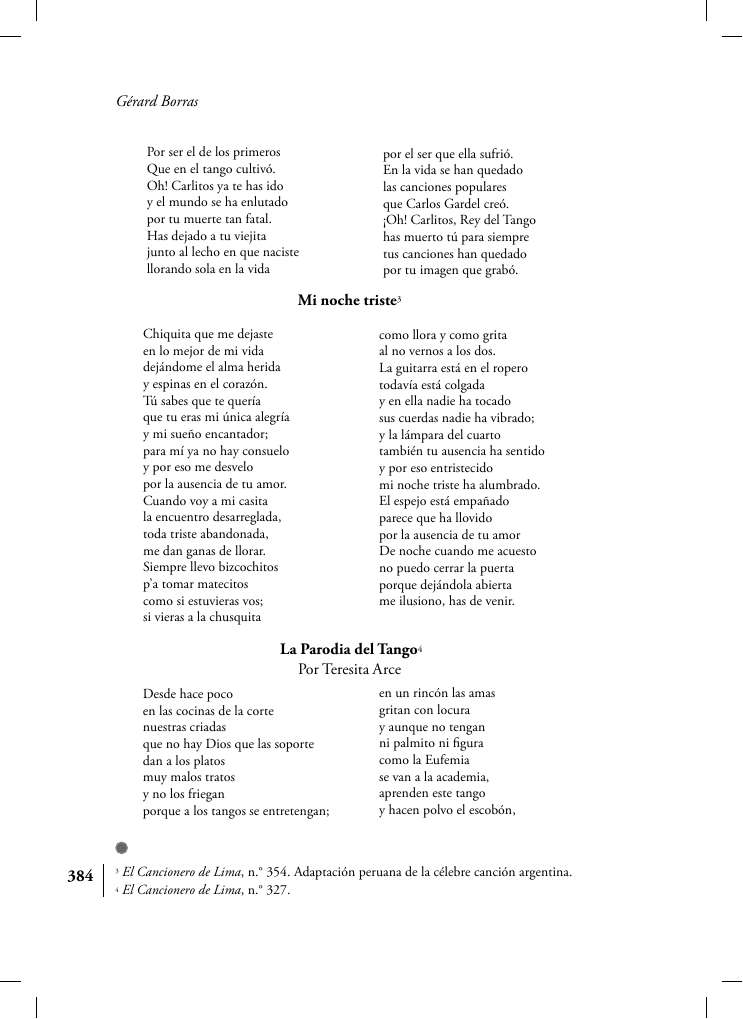 Gérard Borras
Por ser el de los primeros
Que en el tango cultivó.
Oh! Carlitos ya te has ido
y el mundo se ha enlutado
por tu muerte tan fatal.
Has dejado a tu viejita
junto al lecho en que naciste
llorando sola en la vida
por el ser que ella sufrió.
En la vida se han quedado
las canciones populares
que Carlos Gardel creó.
¡Oh! Carlitos, Rey del Tango
has muerto tú para siempre
tus canciones han quedado
por tu imagen que grabó.
Mi noche triste³
Chiquita que me dejaste
en lo mejor de mi vida
dejándome el alma herida
y espinas en el corazón.
Tú sabes que te quería
que tu eras mi única alegría
y mi sueño encantador;
para mí ya no hay consuelo
y por eso me desvelo
por la ausencia de tu amor.
Cuando voy a mi casita
la encuentro desarreglada,
toda triste abandonada,
me dan ganas de llorar.
Siempre llevo bizcochitos
p'a tomar matecitos
como si estuvieras vos;
si vieras a la chusquita
como llora y como grita
al no vernos a los dos.
La guitarra está en el ropero
todavía está colgada
y en ella nadie ha tocado
sus cuerdas nadie ha vibrado;
y la lámpara del cuarto
también tu ausencia ha sentido
y por eso entristecido
mi noche triste ha alumbrado.
El espejo está empañado
parece que ha llovido
por la ausencia de tu amor
De noche cuando me acuesto
no puedo cerrar la puerta
porque dejándola abierta
me ilusiono, has de venir.
La Parodia del Tango⁴
Por Teresita Arce
Desde hace poco
en las cocinas de la corte
nuestras criadas
que no hay Dios que las soporte
dan a los platos
muy malos tratos
y no los friegan
porque a los tangos se entretengan;
en un rincón las amas
gritan con locura
y aunque no tengan
ni palmito ni figura
como la Eufemia
se van a la academia,
aprenden este tango
y hacen polvo el escobón,
384
³ El Cancionero de Lima, n.° 354. Adaptación peruana de la célebre canción argentina.
⁴ El Cancionero de Lima, n.° 327.